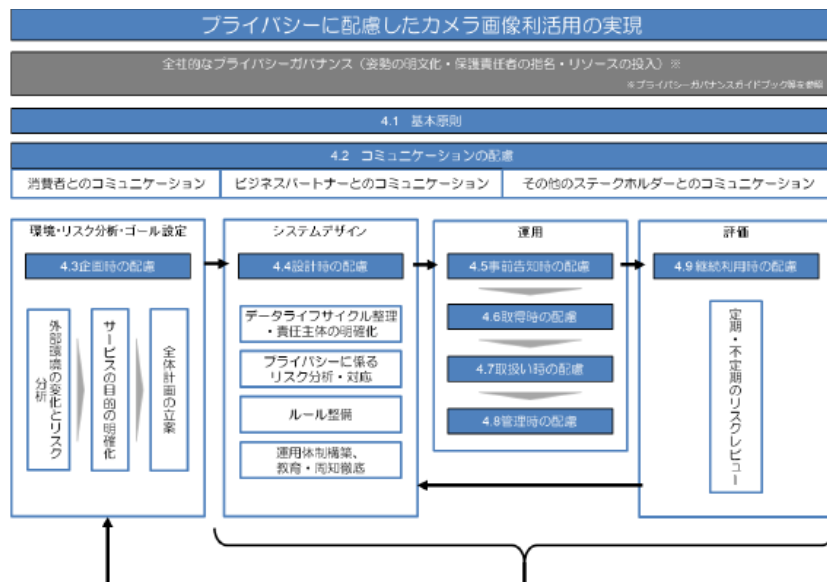 プライバシーに配慮したカメラ画像利活用の実現
全社的なプライバシーガバナンス（姿勢の明文化・保護責任者の指名・リソースの投入）※
※プライバシーガバナンスガイドブック等を参照
4.1 基本原則
4.2 コミュニケーションの配慮
消費者とのコミュニケーション
ビジネスパートナーとのコミュニケーション
その他のステークホルダーとのコミュニケーション
環境・リスク分析・ゴール設定
4.3企画時の配慮
外部環境の変化とリスク
分析
サービスの目的の明確化
全体計画の立案
システムデザイン
4.4設計時の配慮
データライフサイクル整理
・責任主体の明確化
プライバシーに係る
リスク分析・対応
ルール整備
運用体制構築、
教育・周知徹底
運用
4.5事前告知時の配慮
4.6取得時の配慮
4.7取扱い時の配慮
4.8管理時の配慮
評価
4.9継続利用時の配慮
定期・不定期のリスクレビュー